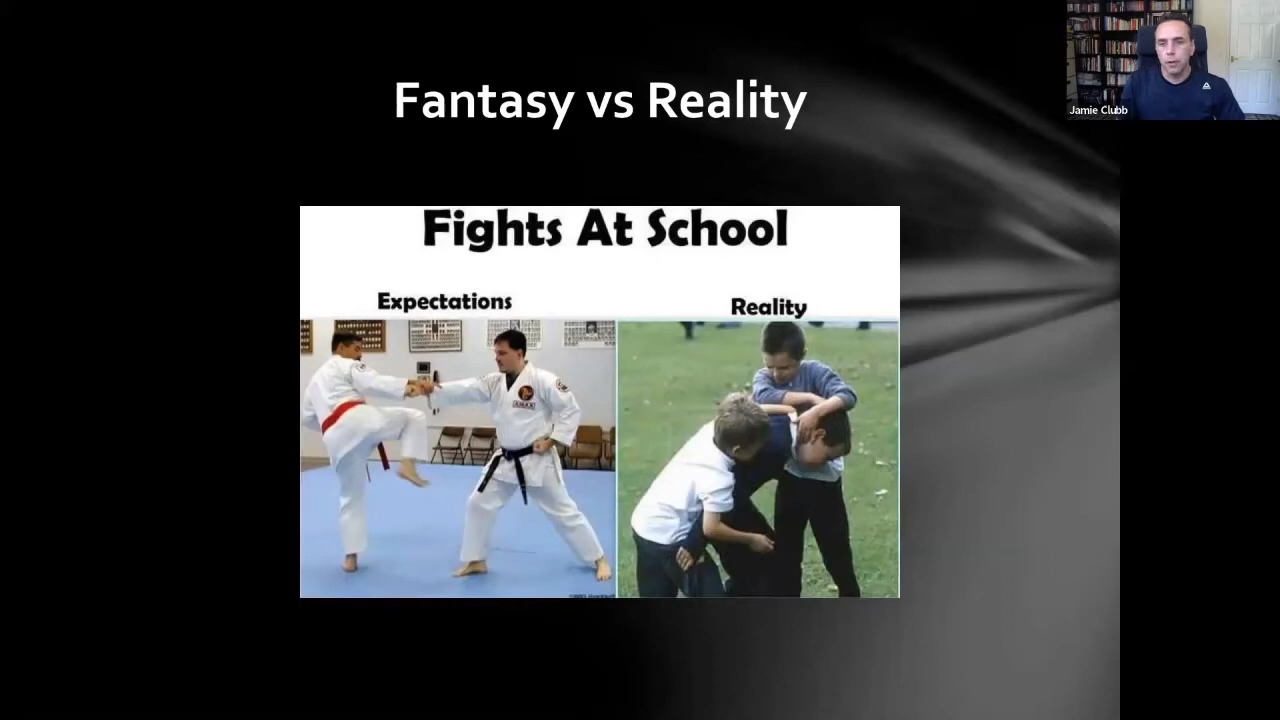 Fantasy vs Reality
Jamie Clubb
Fights At School
Expectations
Reality